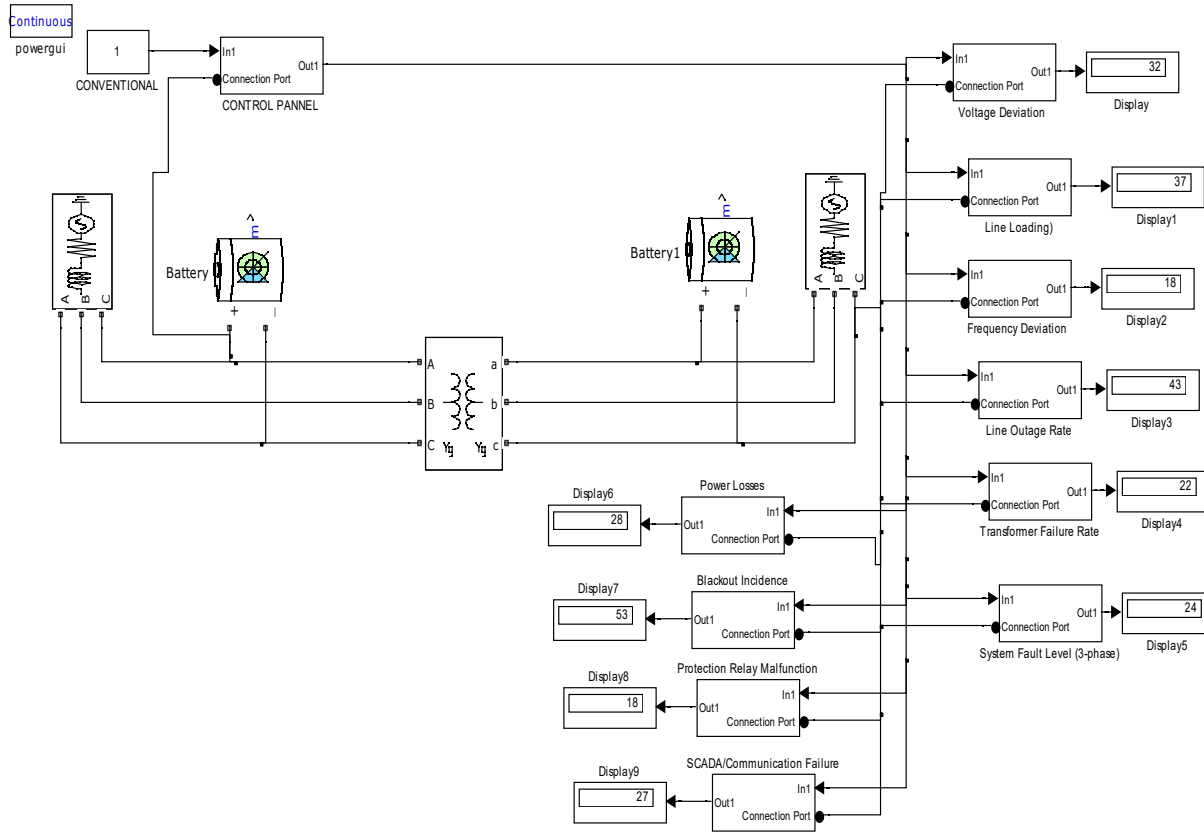 Continuous
powergui
1
CONVENTIONAL
In1
Connection Port
Out1
CONTROL PANNEL
In1
Connection Port
Out1
Voltage Deviation
32
Display
In1
Connection Port
Out1
Line Loading)
37
Display1
In1
Connection Port
Out1
Frequency Deviation
18
Display2
In1
Connection Port
Out1
Line Outage Rate
43
Display3
In1
Connection Port
Out1
Transformer Failure Rate
22
Display4
In1
Connection Port
Out1
System Fault Level (3-phase)
24
Display5
A B C
Battery
m
+ –
Battery1
m
+ –
A B C
A a
B b
C c
Yg Yg
Power Losses
In1
Connection Port
Out1
Display6
28
Blackout Incidence
In1
Connection Port
Out1
Display7
53
Protection Relay Malfunction
In1
Connection Port
Out1
Display8
18
SCADA/Communication Failure
In1
Connection Port
Out1
Display9
27